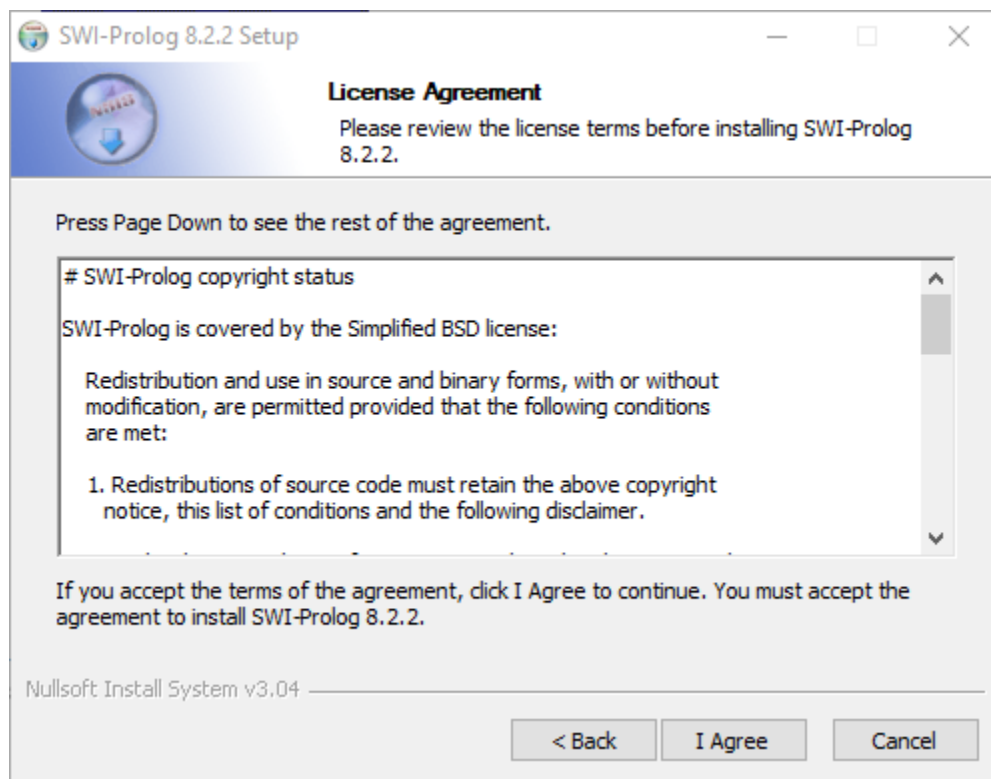 SWI-Prolog 8.2.2 Setup
License Agreement
Please review the license terms before installing SWI-Prolog
8.2.2.
Press Page Down to see the rest of the agreement.
# SWI-Prolog copyright status
SWI-Prolog is covered by the Simplified BSD license:
Redistribution and use in source and binary forms, with or without
modification, are permitted provided that the following conditions
are met:
1. Redistributions of source code must retain the above copyright
notice, this list of conditions and the following disclaimer.
If you accept the terms of the agreement, click I Agree to continue. You must accept the
agreement to install SWI-Prolog 8.2.2.
Nullsoft Install System v3.04
< Back
I Agree
Cancel